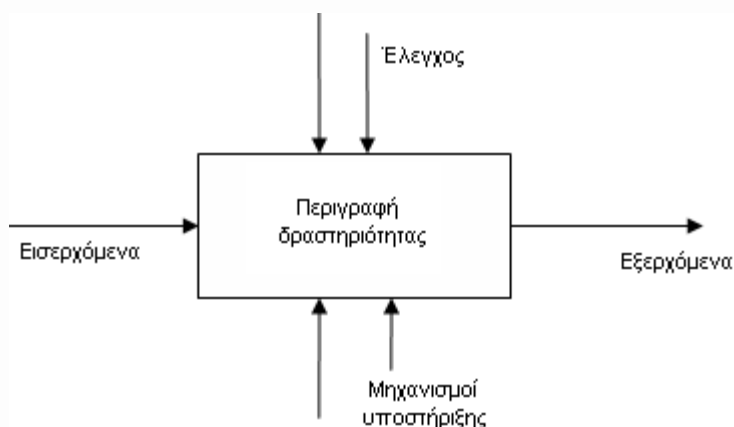 Έλεγχος
Περιγραφή
δραστηριότητας
Εισερχόμενα
Εξερχόμενα
Μηχανισμοί
υποστήριξης